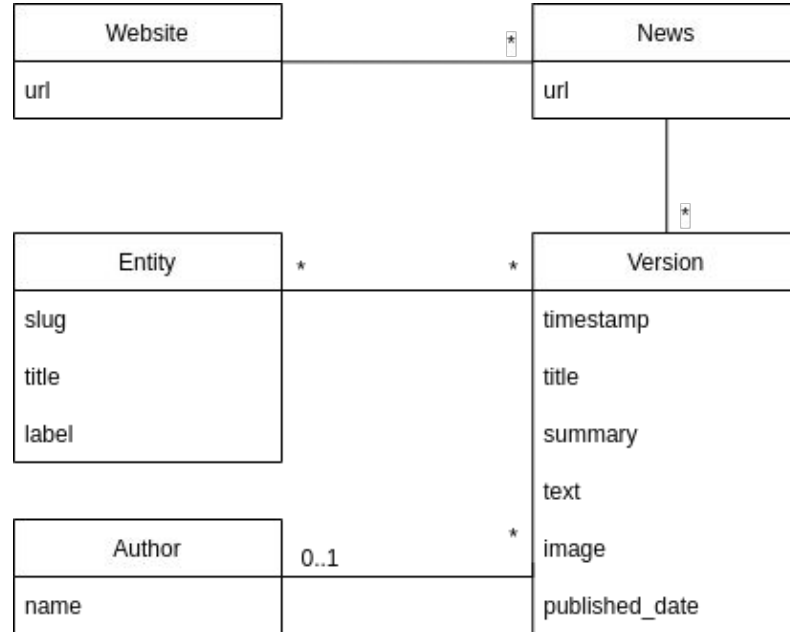 Website
*
News
url
url
*
Entity
*
*
Version
slug
timestamp
title
title
label
summary
text
*
Author
0..1
image
name
published_date